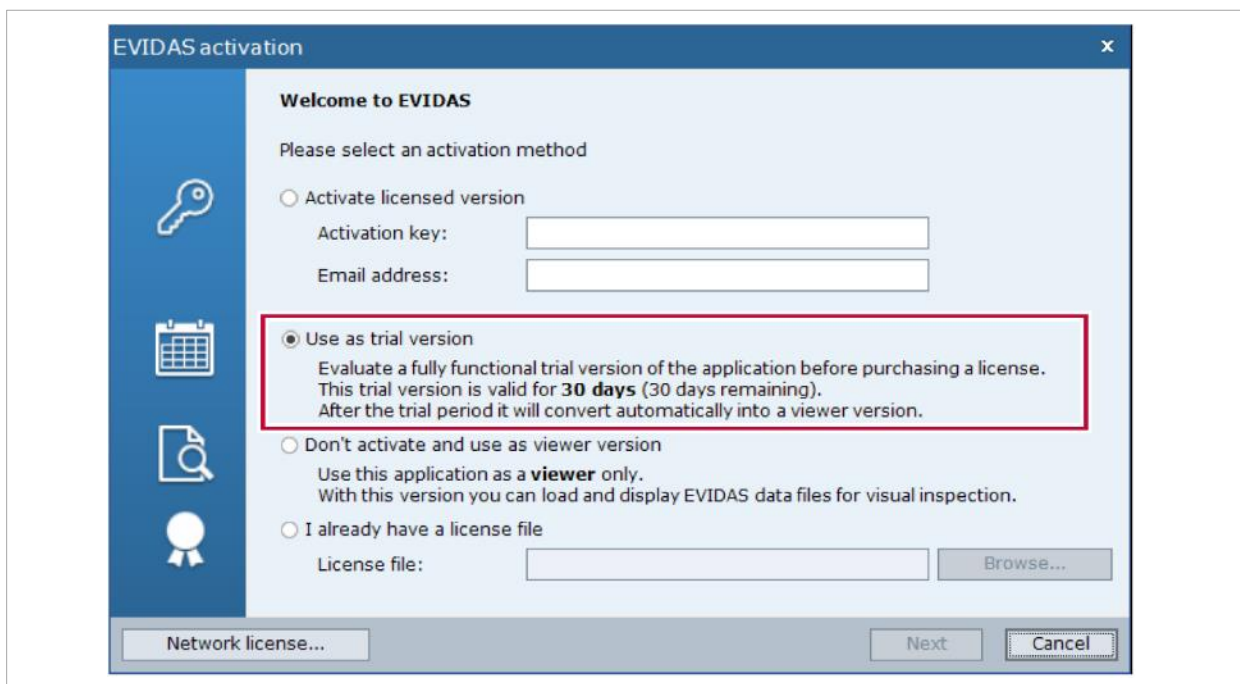 EVIDAS activation
x
Welcome to EVIDAS
Please select an activation method
Activate licensed version
Activation key:
Email address:
Use as trial version
Evaluate a fully functional trial version of the application before purchasing a license.
This trial version is valid for 30 days (30 days remaining).
After the trial period it will convert automatically into a viewer version.
Don't activate and use as viewer version
Use this application as a viewer only.
With this version you can load and display EVIDAS data files for visual inspection.
I already have a license file
License file:
Browse...
Network license...
Next
Cancel